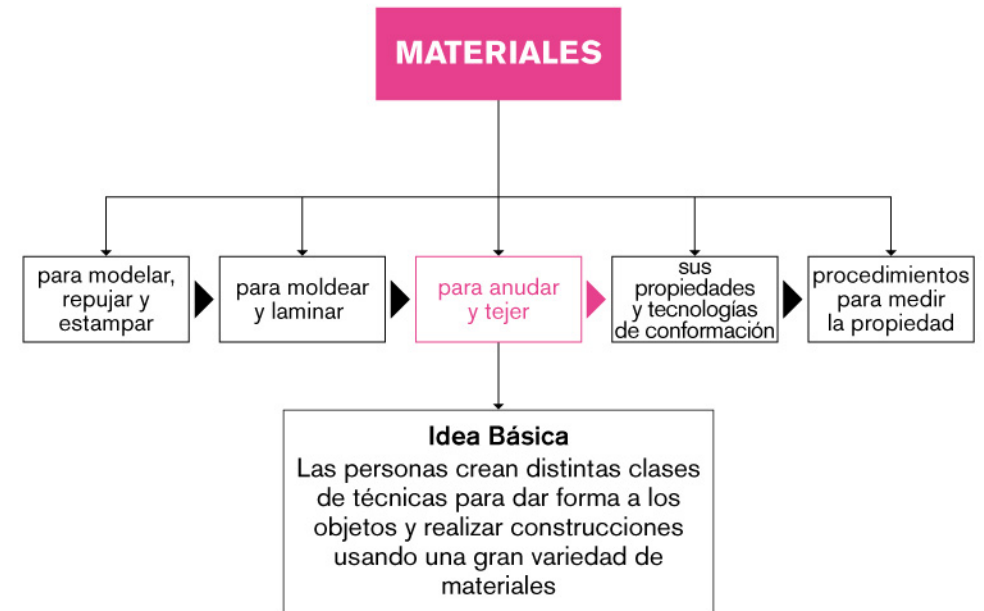 MATERIALES
para modelar,
repujar y
estampar
para moldear
y laminar
para anudar
y tejer
sus
propiedades
y tecnologías
de conformación
procedimientos
para medir
la propiedad
Idea Básica
Las personas crean distintas clases
de técnicas para dar forma a los
objetos y realizar construcciones
usando una gran variedad de
materiales